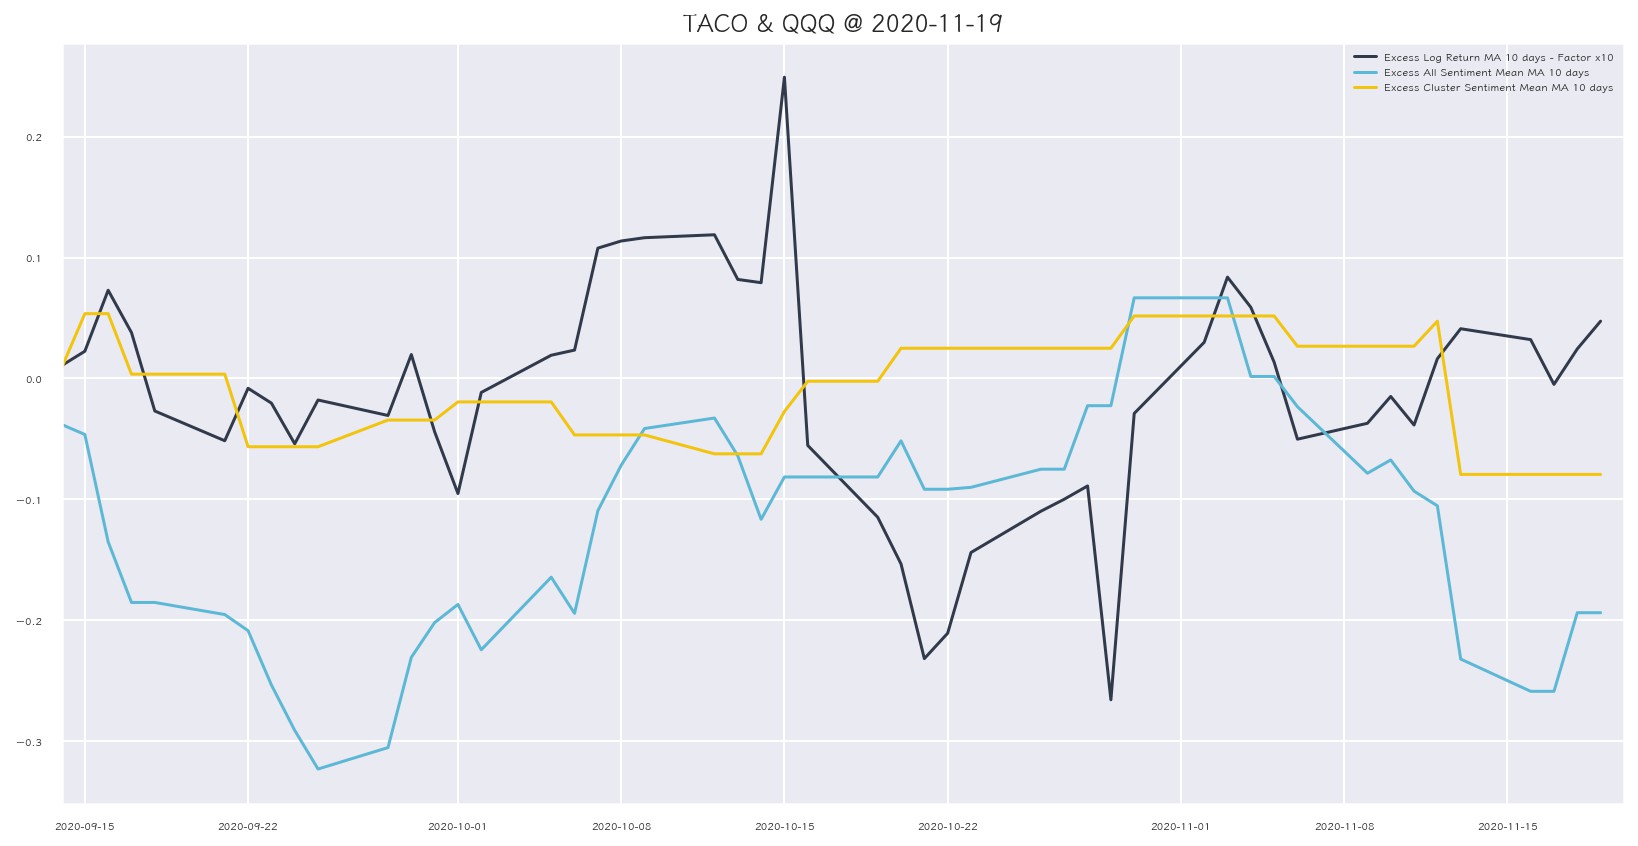 TACO & QQQ @ 2020-11-19
Excess Log Return MA 10 days - Factor x10
Excess All Sentiment Mean MA 10 days
Excess Cluster Sentiment Mean MA 10 days
0.2
0.1
0.0
−0.1
−0.2
−0.3
2020-09-15 2020-09-22 2020-10-01 2020-10-08 2020-10-15 2020-10-22 2020-11-01 2020-11-08 2020-11-15